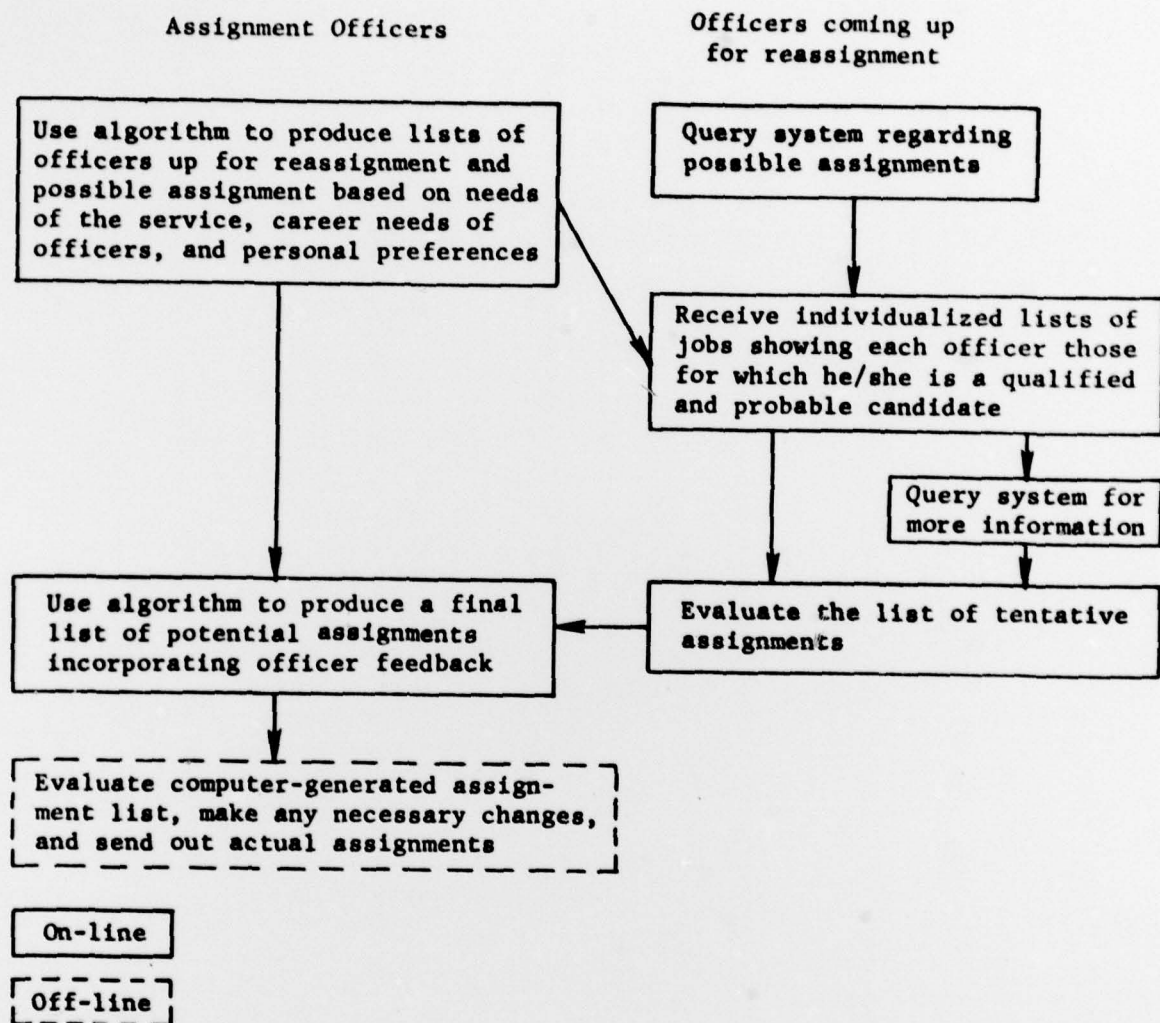 Assignment Officers
Officers coming up
for reassignment
Use algorithm to produce lists of
officers up for reassignment and
possible assignment based on needs
of the service, career needs of
officers, and personal preferences
Query system regarding
possible assignments
Receive individualized lists of
jobs showing each officer those
for which he/she is a qualified
and probable candidate
Query system for
more information
Use algorithm to produce a final
list of potential assignments
incorporating officer feedback
Evaluate the list of tentative
assignments
Evaluate computer-generated assign-
ment list, make any necessary changes,
and send out actual assignments
On-line
Off-line